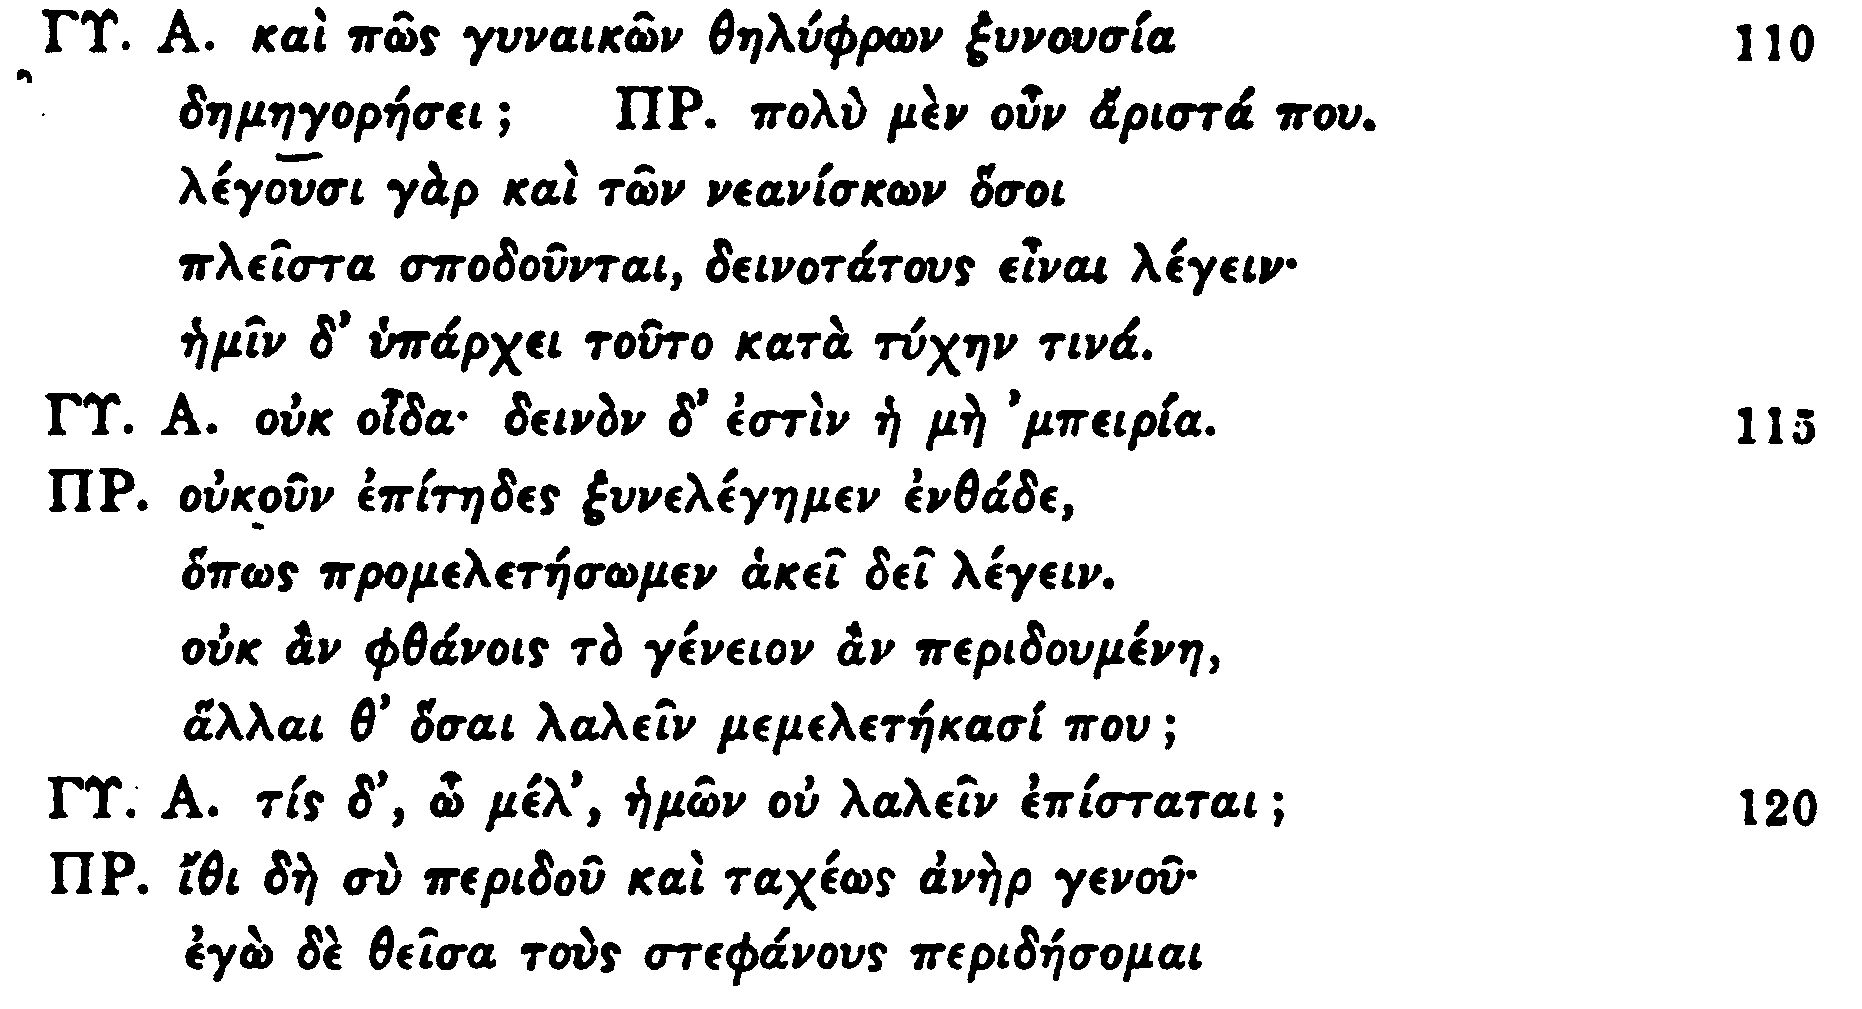 ΓΥ. Α. καὶ πῶς γυναικῶν θηλύφρων ξυνουσία 110
δημηγορήσει; ΠΡ. πολὺ μὲν οὖν ἄριστά που.
λέγουσι γὰρ καὶ τῶν νεανίσκων ὅσοι
πλεῖστα σποδοῦνται, δεινοτάτους εἶναι λέγειν·
ἡμῖν δ’ ὑπάρχει τοῦτο κατὰ τύχην τινά.
ΓΥ. Α. οὐκ οἶδα· δεινὸν δ’ ἐστὶν ἡ μὴ ’μπειρία. 115
ΠΡ. οὐκοῦν ἐπίτηδες ξυνελέγημεν ἐνθάδε,
ὅπως προμελετήσωμεν ἁκεῖ δεῖ λέγειν.
οὐκ ἂν φθάνοις τὸ γένειον ἂν περιδουμένη,
ἄλλαι θ’ ὅσαι λαλεῖν μεμελετήκασί που;
ΓΥ. Α. τίς δ’, ὦ μέλ’, ἡμῶν οὐ λαλεῖν ἐπίσταται; 120
ΠΡ. ἴθι δὴ σὺ περιδοῦ καὶ ταχέως ἀνὴρ γενοῦ·
ἐγὼ δὲ θεῖσα τοὺς στεφάνους περιδήσομαι